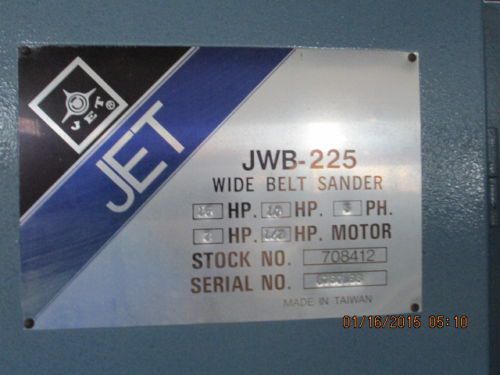 JET®
JET
JWB-225
WIDE BELT SANDER
HP. HP. 3 PH.
HP. HP. MOTOR
STOCK NO. 708412
SERIAL NO.
MADE IN TAIWAN
01/16/2015 05:10